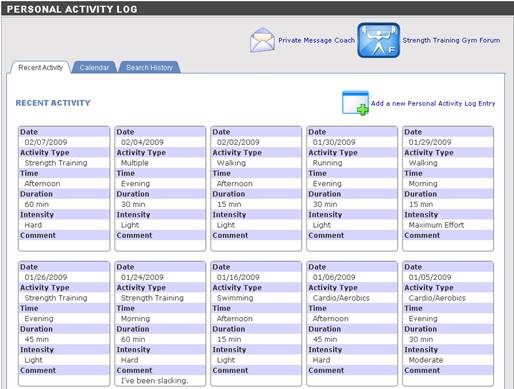 PERSONAL ACTIVITY LOG
Private Message Coach
F
Strength Training Gym Forum
Recent Activity
Calendar
Search History
RECENT ACTIVITY
Add a new Personal Activity Log Entry
Date
02/07/2009
Activity Type
Strength Training
Time
Afternoon
Duration
60 min
Intensity
Hard
Comment
Date
02/04/2009
Activity Type
Multiple
Time
Evening
Duration
30 min
Intensity
Light
Comment
Date
02/02/2009
Activity Type
Walking
Time
Afternoon
Duration
15 min
Intensity
Light
Comment
Date
01/30/2009
Activity Type
Running
Time
Evening
Duration
30 min
Intensity
Light
Comment
Date
01/29/2009
Activity Type
Walking
Time
Morning
Duration
15 min
Intensity
Maximum Effort
Comment
Date
01/26/2009
Activity Type
Strength Training
Time
Evening
Duration
45 min
Intensity
Light
Comment
Date
01/24/2009
Activity Type
Strength Training
Time
Morning
Duration
60 min
Intensity
Hard
Comment
I've been slacking.
Date
01/16/2009
Activity Type
Swimming
Time
Afternoon
Duration
15 min
Intensity
Light
Comment
Date
01/06/2009
Activity Type
Cardio/Aerobics
Time
Afternoon
Duration
45 min
Intensity
Hard
Comment
Date
01/05/2009
Activity Type
Cardio/Aerobics
Time
Evening
Duration
30 min
Intensity
Moderate
Comment